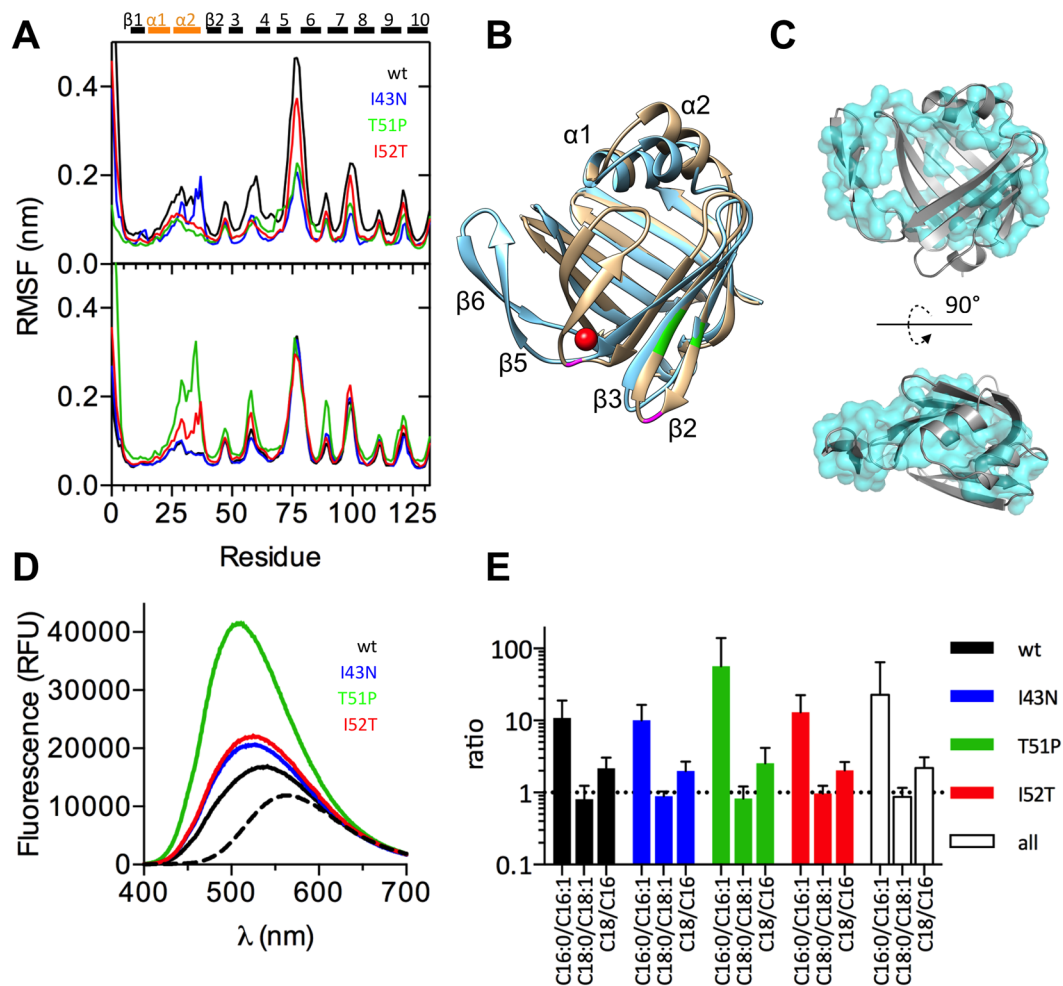 A
β1 α1 α2 β2 3 4 5 6 7 8 9 10
wt
I43N
T51P
I52T
0.4
0.2
0.0
0.4
0.2
0.0
RMSF (nm)
0 25 50 75 100 125
Residue
B
α2
α1
β6
β5
β3
β2
C
90°
D
Fluorescence (RFU)
40000
30000
20000
10000
0
wt
I43N
T51P
I52T
400 500 600 700
λ (nm)
E
ratio
100
10
1
0.1
C16:0/C16:1
C18:0/C18:1
C18/C16
C16:0/C16:1
C18:0/C18:1
C18/C16
C16:0/C16:1
C18:0/C18:1
C18/C16
C16:0/C16:1
C18:0/C18:1
C18/C16
C16:0/C16:1
C18:0/C18:1
C18/C16
wt
I43N
T51P
I52T
all